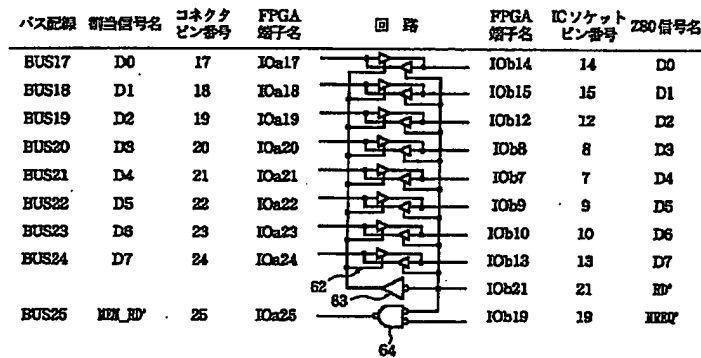 バス配線 割当信号名 コネクタピン番号 FPGA端子名 回路 FPGA端子名 ICソケットピン番号 Z80信号名
BUS17 D0 17 IOa17 IOb14 14 D0
BUS18 D1 18 IOa18 IOb15 15 D1
BUS19 D2 19 IOa19 IOb12 12 D2
BUS20 D3 20 IOa20 IOb8 8 D3
BUS21 D4 21 IOa21 IOb7 7 D4
BUS22 D5 22 IOa22 IOb9 9 D5
BUS23 D6 23 IOa23 IOb10 10 D6
BUS24 D7 24 IOa24 IOb13 13 D7
62
63 IOb21 21 RD*
BUS25 MEM_RD* 25 IOa25 IOb19 19 MREQ*
64